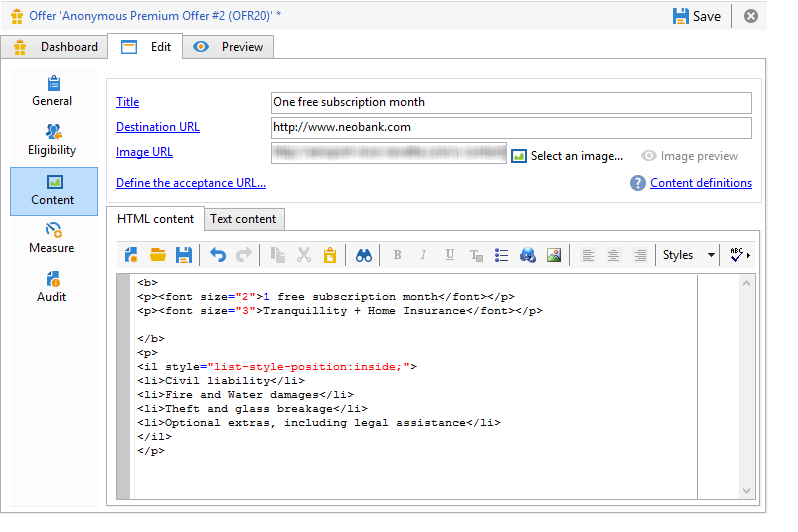 Offer 'Anonymous Premium Offer #2 (OFR20)' *
Save
Dashboard
Edit
Preview
General
Eligibility
Content
Measure
Audit
Title
One free subscription month
Destination URL
http://www.neobank.com
Image URL
Select an image...
Image preview
Define the acceptance URL...
Content definitions
HTML content
Text content
B I U T Styles ABC
<b>
<p><font size="2">1 free subscription month</font></p>
<p><font size="3">Tranquillity + Home Insurance</font></p>
</b>
<p>
<il style="list-style-position:inside;">
<li>Civil liability</li>
<li>Fire and Water damages</li>
<li>Theft and glass breakage</li>
<li>Optional extras, including legal assistance</li>
</il>
</p>